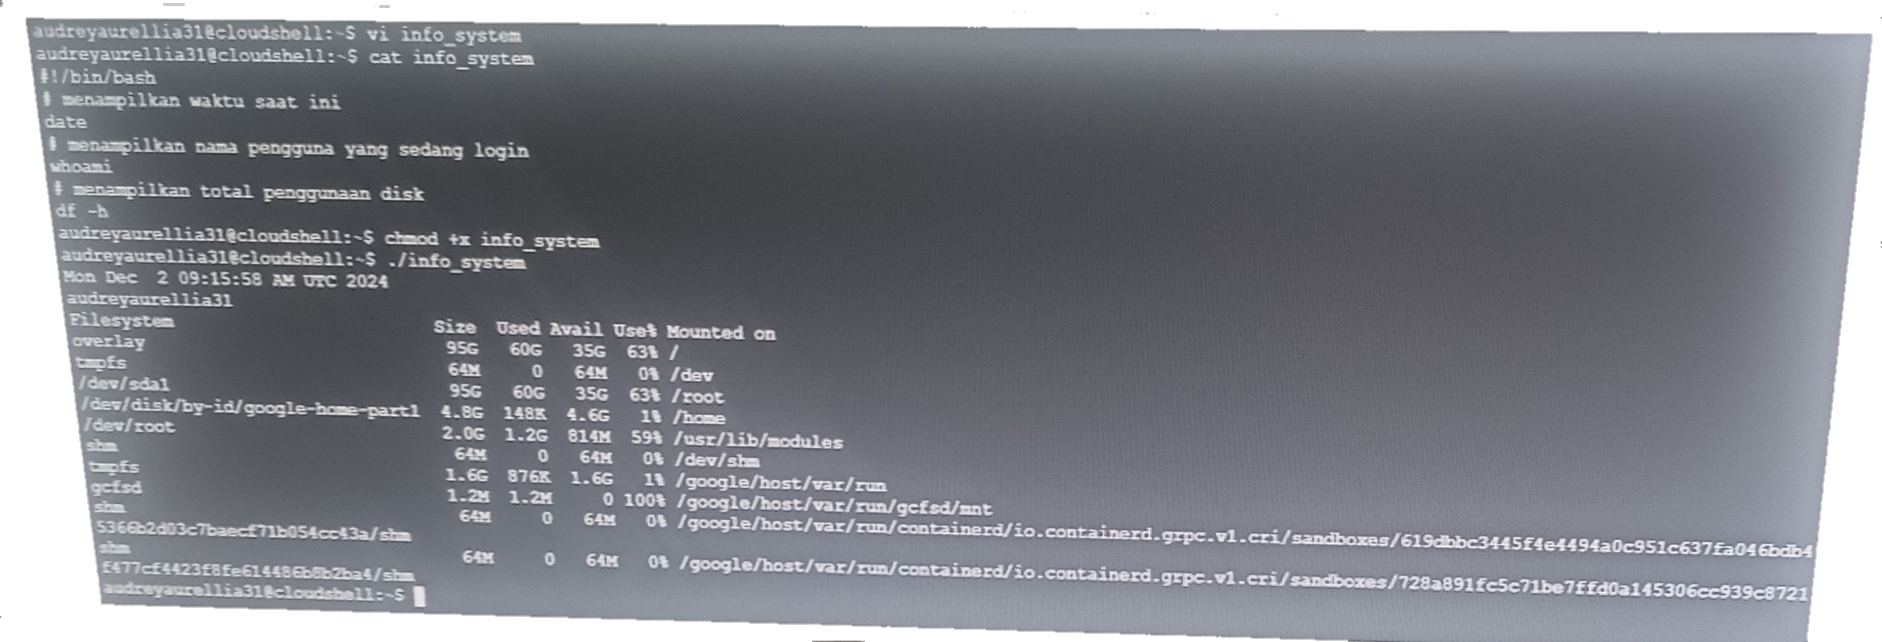 audreyaurellia31@cloudshell:~$ vi info_system
audreyaurellia31@cloudshell:~$ cat info_system
#!/bin/bash
# menampilkan waktu saat ini
date
# menampilkan nama pengguna yang sedang login
whoami
# menampilkan total penggunaan disk
df -h
audreyaurellia31@cloudshell:~$ chmod +x info_system
audreyaurellia31@cloudshell:~$ ./info_system
Mon Dec  2 09:15:58 AM UTC 2024
audreyaurellia31
Filesystem Size Used Avail Use% Mounted on
overlay 95G 60G 35G 63% /
tmpfs 64M 0 64M 0% /dev
/dev/sda1 95G 60G 35G 63% /root
/dev/disk/by-id/google-home-part1 4.8G 148K 4.6G 1% /home
/dev/root 2.0G 1.2G 814M 59% /usr/lib/modules
shm 64M 0 64M 0% /dev/shm
tmpfs 1.6G 876K 1.6G 1% /google/host/var/run
gcfsd 1.2M 1.2M 0 100% /google/host/var/run/gcfsd/mnt
shm 64M 0 64M 0% /google/host/var/run/containerd/io.containerd.grpc.v1.cri/sandboxes/619dbbc3445f4e4494a0c951c637fa046bdb4
5366b2d03c7baecf71b054cc43a/shm
shm 64M 0 64M 0% /google/host/var/run/containerd/io.containerd.grpc.v1.cri/sandboxes/728a891fc5c71be7ffd0a145306cc939c8721
f477cf4423f8fe614486b8b2ba4/shm
audreyaurellia31@cloudshell:~$